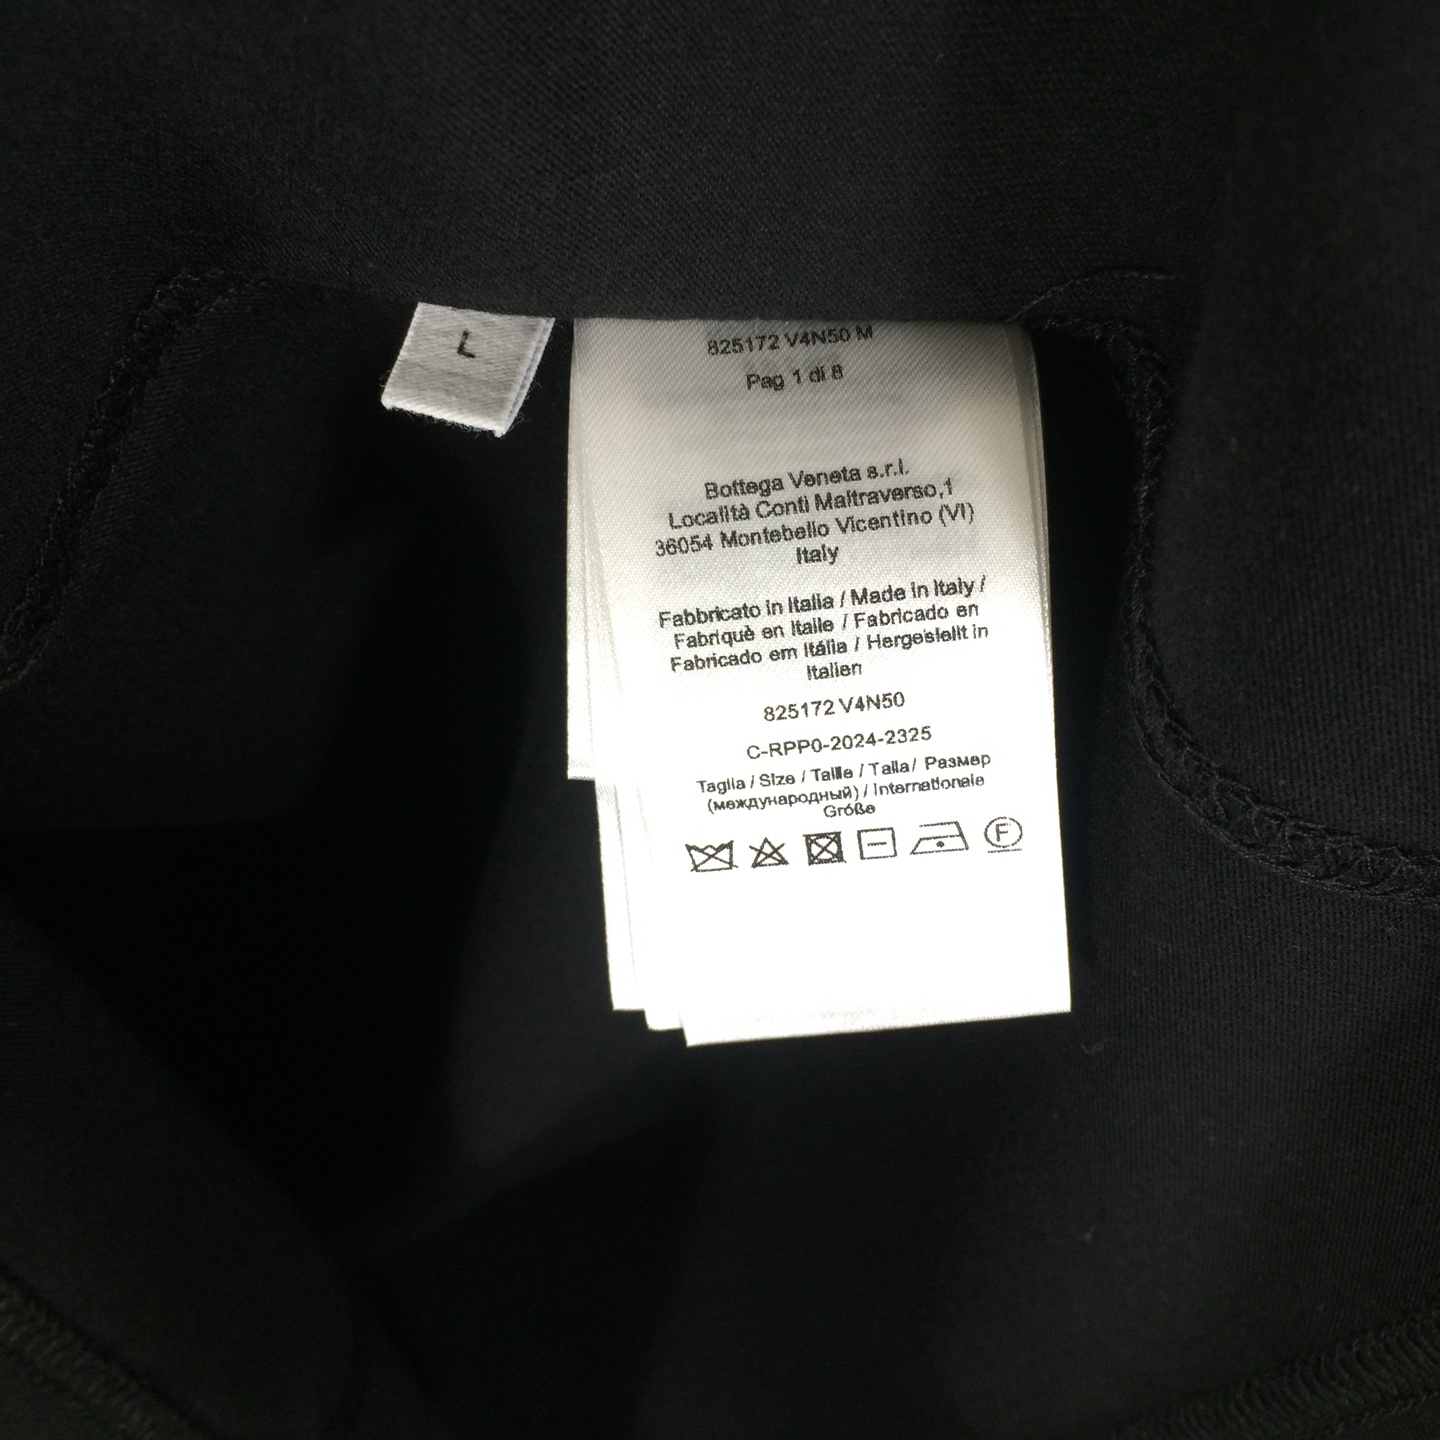 L
825172 V4N50 M
Pag 1 di 8
Bottega Veneta s.r.l.
Località Conti Maltraverso,1
36054 Montebello Vicentino (VI)
Italy
Fabbricato in Italia / Made in Italy /
Fabriquè en Italie / Fabricado en
Fabricado em Itália / Hergestellt in
Italien
825172 V4N50
C-RPP0-2024-2325
Taglia / Size / Taille / Talla/ Размер
(международный) / Internationale
Größe
F